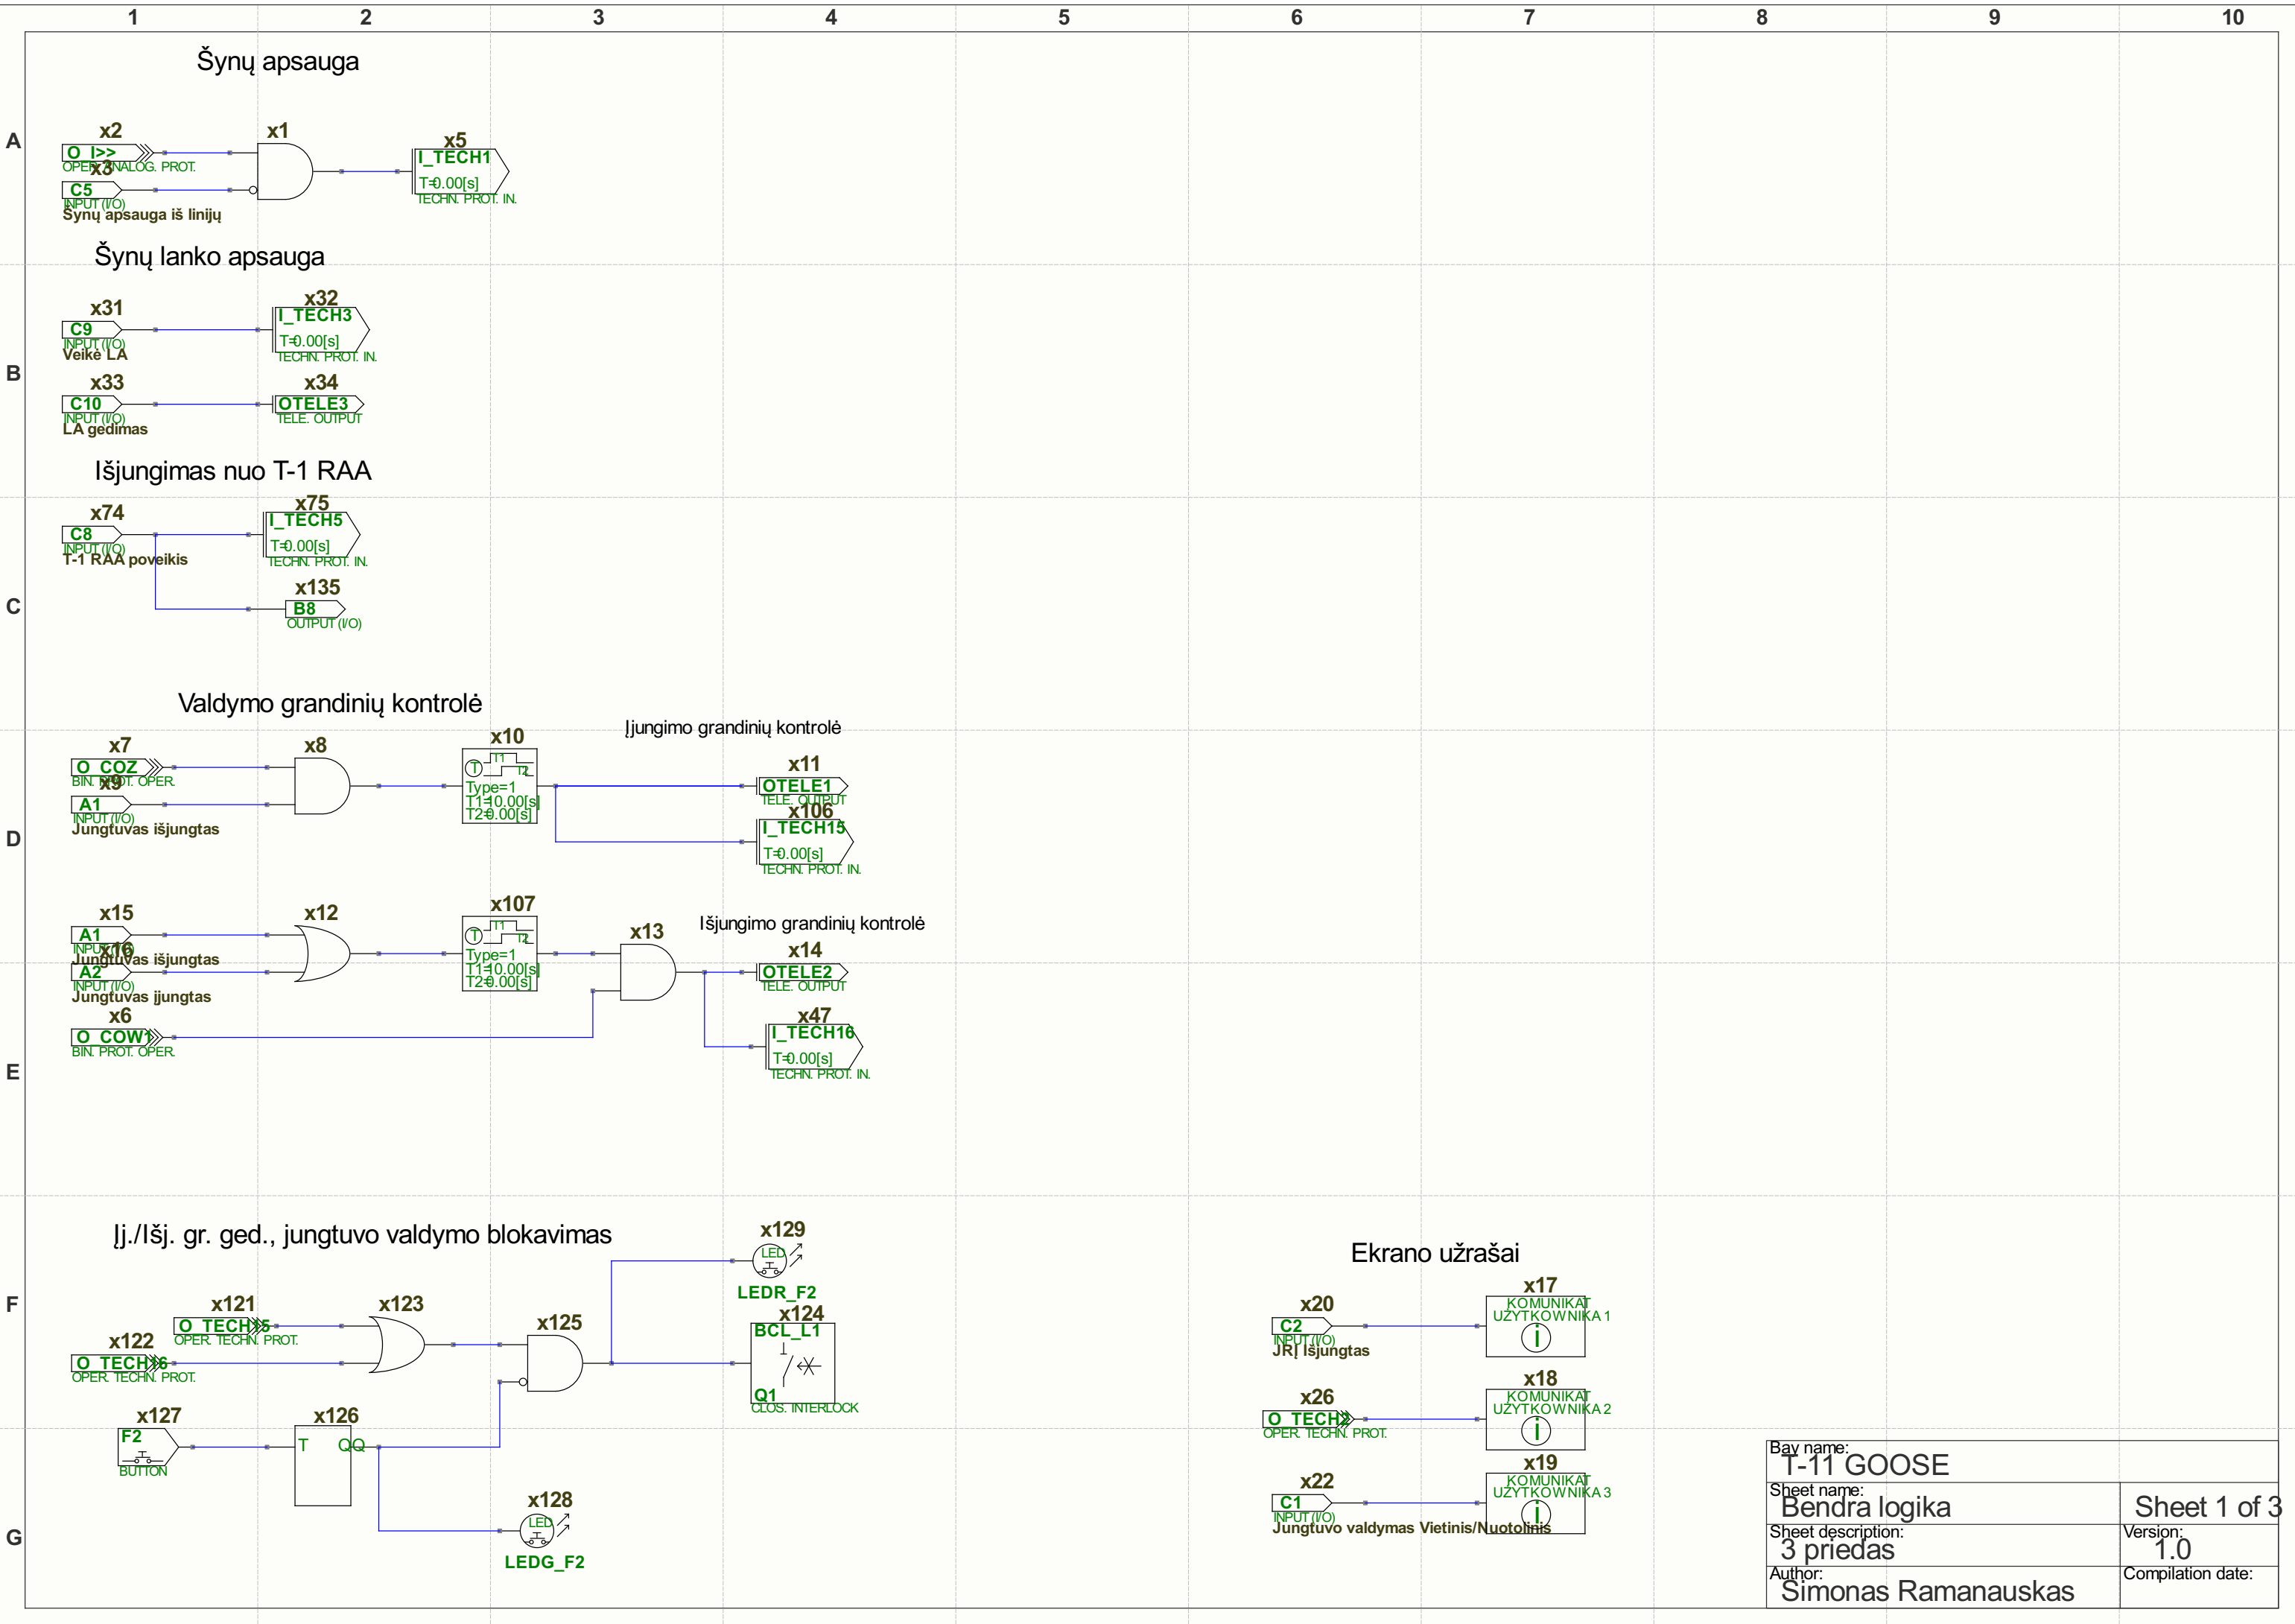 1 2 3 4 5 6 7 8 9 10
Šynų apsauga
A
x2 x1 x5
O_I>>
OPER. ANALOG. PROT.
x3
C5
INPUT (I/O)
Šynų apsauga iš linijų
I_TECH1
T=0.00[s]
TECHN. PROT. IN.
Šynų lanko apsauga
B
x31 x32
C9
INPUT (I/O)
Veikė LA
I_TECH3
T=0.00[s]
TECHN. PROT. IN.
x33 x34
C10
INPUT (I/O)
LA gedimas
OTELE3
TELE. OUTPUT
Išjungimas nuo T-1 RAA
C
x74 x75
C8
INPUT (I/O)
T-1 RAA poveikis
I_TECH5
T=0.00[s]
TECHN. PROT. IN.
x135
B8
OUTPUT (I/O)
Valdymo grandinių kontrolė
Įjungimo grandinių kontrolė
D
x7 x8 x10 x11
O_COZ
BIN. PROT. OPER.
x9
A1
INPUT (I/O)
Jungtuvas išjungtas
T T1 T2
Type=1
T1=10.00[s]
T2=0.00[s]
OTELE1
TELE. OUTPUT
x106
I_TECH15
T=0.00[s]
TECHN. PROT. IN.
x15 x12 x107 x13
Išjungimo grandinių kontrolė
x14
A1
INPUT (I/O)
Jungtuvas išjungtas
x16
A2
INPUT (I/O)
Jungtuvas įjungtas
T T1 T2
Type=1
T1=10.00[s]
T2=0.00[s]
OTELE2
TELE. OUTPUT
E
x6
O_COW1
BIN. PROT. OPER.
x47
I_TECH16
T=0.00[s]
TECHN. PROT. IN.
Įj./Išj. gr. ged., jungtuvo valdymo blokavimas
F
x129
LED
LEDR_F2
x121 x123 x125 x124
O_TECH15
OPER. TECHN. PROT.
x122
O_TECH16
OPER. TECHN. PROT.
BCL_L1
Q1
CLOS. INTERLOCK
x127 x126
F2
BUTTON
T QQ
x128
LED
LEDG_F2
G
Ekrano užrašai
x20 x17
C2
INPUT (I/O)
JRĮ Išjungtas
KOMUNIKAT
UZYTKOWNIKA 1
i
x26 x18
O_TECH2
OPER. TECHN. PROT.
KOMUNIKAT
UZYTKOWNIKA 2
i
x22 x19
C1
INPUT (I/O)
Jungtuvo valdymas Vietinis/Nuotolinis
KOMUNIKAT
UZYTKOWNIKA 3
i
Bay name:
T-11 GOOSE
Sheet name:
Bendra logika Sheet 1 of 3
Sheet description: Version:
3 priedas 1.0
Author: Compilation date:
Simonas Ramanauskas